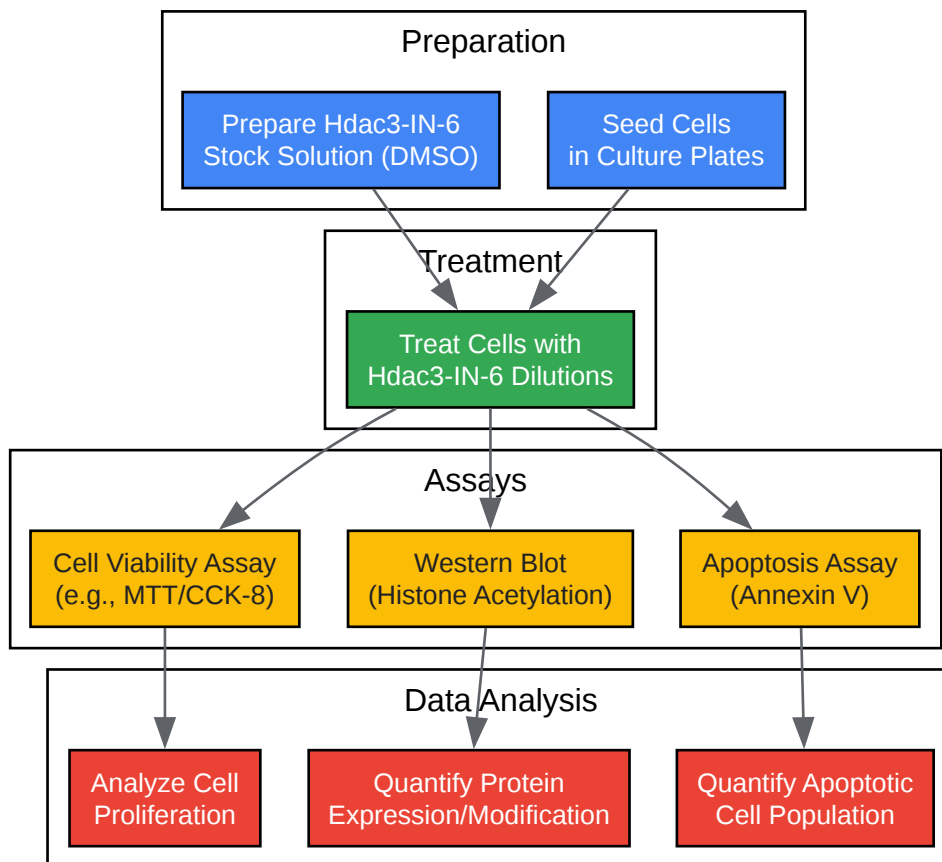 Preparation
Prepare Hdac3-IN-6
Stock Solution (DMSO)
Seed Cells
in Culture Plates
Treatment
Treat Cells with
Hdac3-IN-6 Dilutions
Assays
Cell Viability Assay
(e.g., MTT/CCK-8)
Western Blot
(Histone Acetylation)
Apoptosis Assay
(Annexin V)
Data Analysis
Analyze Cell
Proliferation
Quantify Protein
Expression/Modification
Quantify Apoptotic
Cell Population